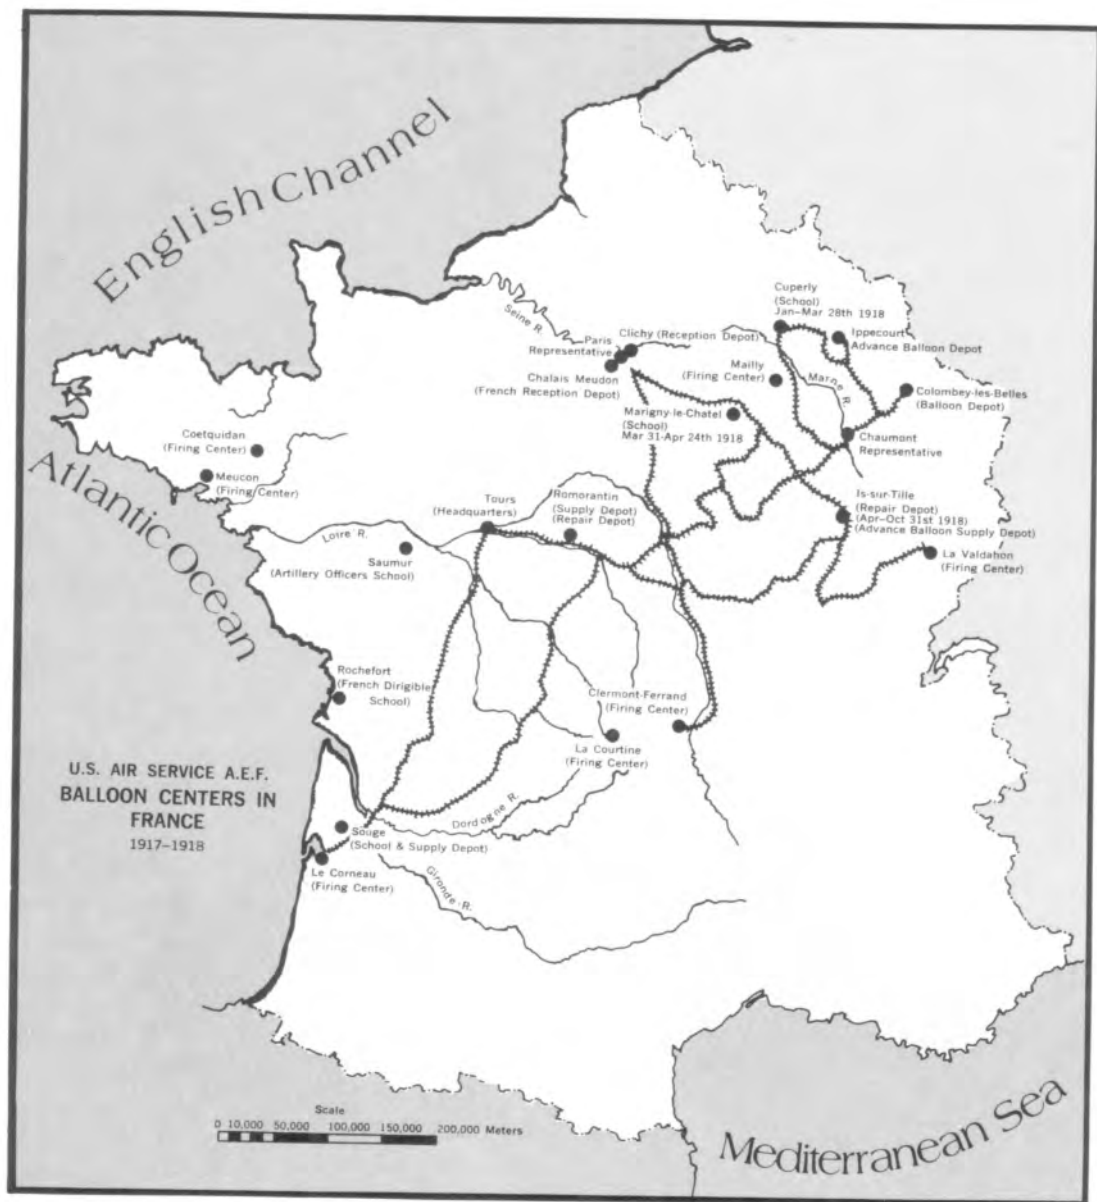 English Channel
Cuperly
(School)
Jan–Mar 28th 1918
Seine R.
Ippecourt
Advance Balloon Depot
Paris
Representative
Clichy (Reception Depot)
Mailly
(Firing Center)
Marne R.
Chalais Meudon
(French Reception Depot)
Colombey-les-Belles
(Balloon Depot)
Marigny-le-Chatel
(School)
Mar 31-Apr 24th 1918
Chaumont
Representative
Coetquidan
(Firing Center)
Meucon
(Firing Center)
Atlantic Ocean
Tours
(Headquarters)
Romorantin
(Supply Depot)
(Repair Depot)
Is-sur-Tille
(Repair Depot)
(Apr–Oct 31st 1918)
(Advance Balloon Supply Depot)
Loire R.
Saumur
(Artillery Officers School)
La Valdahon
(Firing Center)
Rochefort
(French Dirigible
School)
Clermont-Ferrand
(Firing Center)
La Courtine
(Firing Center)
U.S. AIR SERVICE A.E.F.
BALLOON CENTERS IN
FRANCE
1917–1918
Dordogne R.
Souge
(School & Supply Depot)
Le Corneau
(Firing Center)
Gironde-R.
Scale
0 10,000 50,000 100,000 150,000 200,000 Meters
Mediterranean Sea